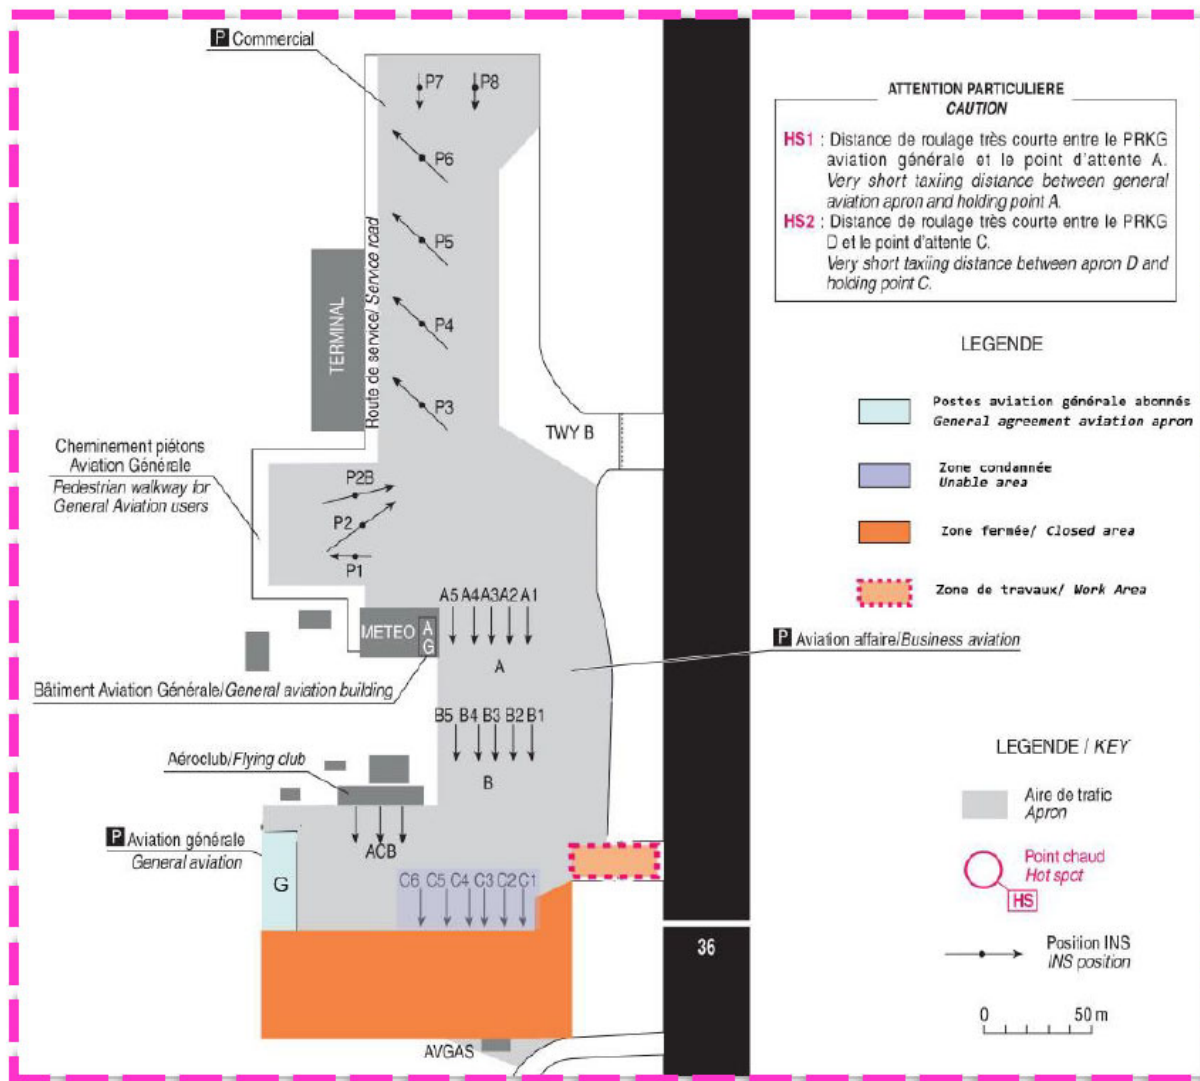 P Commercial
P7
P8
P6
P5
P4
P3
TERMINAL
Route de service/ Service road
TWY B
Cheminement piétons
Aviation Générale
Pedestrian walkway for
General Aviation users
P2B
P2
P1
A5 A4 A3 A2 A1
METEO
A
G
A
Bâtiment Aviation Générale/General aviation building
B5 B4 B3 B2 B1
B
Aéroclub/Flying club
P Aviation générale
General aviation
ACB
G
C6 C5 C4 C3 C2 C1
AVGAS
36
ATTENTION PARTICULIERE
CAUTION
HS1 : Distance de roulage très courte entre le PRKG
aviation générale et le point d'attente A.
Very short taxiing distance between general
aviation apron and holding point A.
HS2 : Distance de roulage très courte entre le PRKG
D et le point d'attente C.
Very short taxiing distance between apron D and
holding point C.
LEGENDE
Postes aviation générale abonnés
General agreement aviation apron
Zone condamnée
Unable area
Zone fermée/ Closed area
Zone de travaux/ Work Area
P Aviation affaire/Business aviation
LEGENDE / KEY
Aire de trafic
Apron
Point chaud
Hot spot
HS
Position INS
INS position
0 50 m